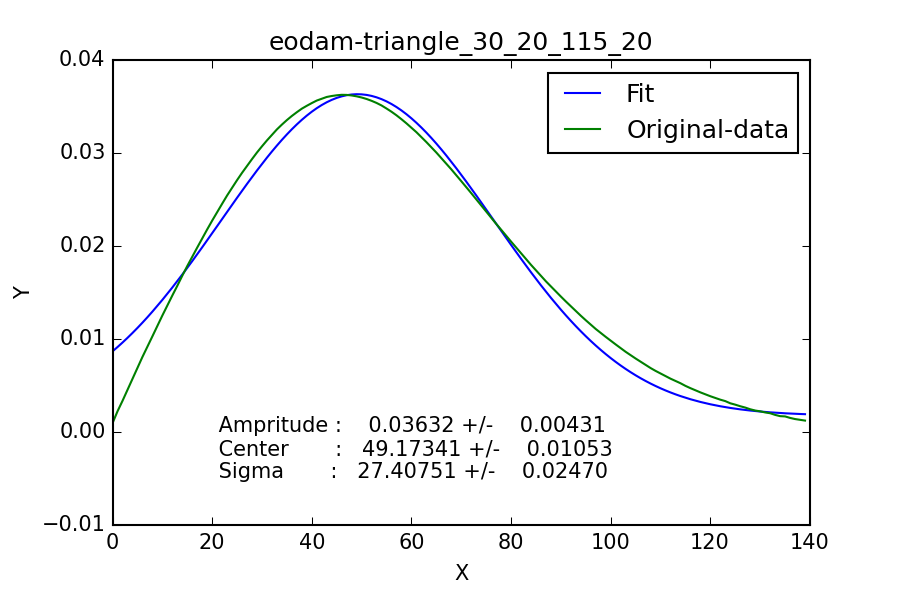 eodam-triangle_30_20_115_20
0.04
0.03
0.02
0.01
0.00
−0.01
Y
Fit
Original-data
Ampritude : 0.03632 +/- 0.00431
Center : 49.17341 +/- 0.01053
Sigma : 27.40751 +/- 0.02470
0 20 40 60 80 100 120 140
X